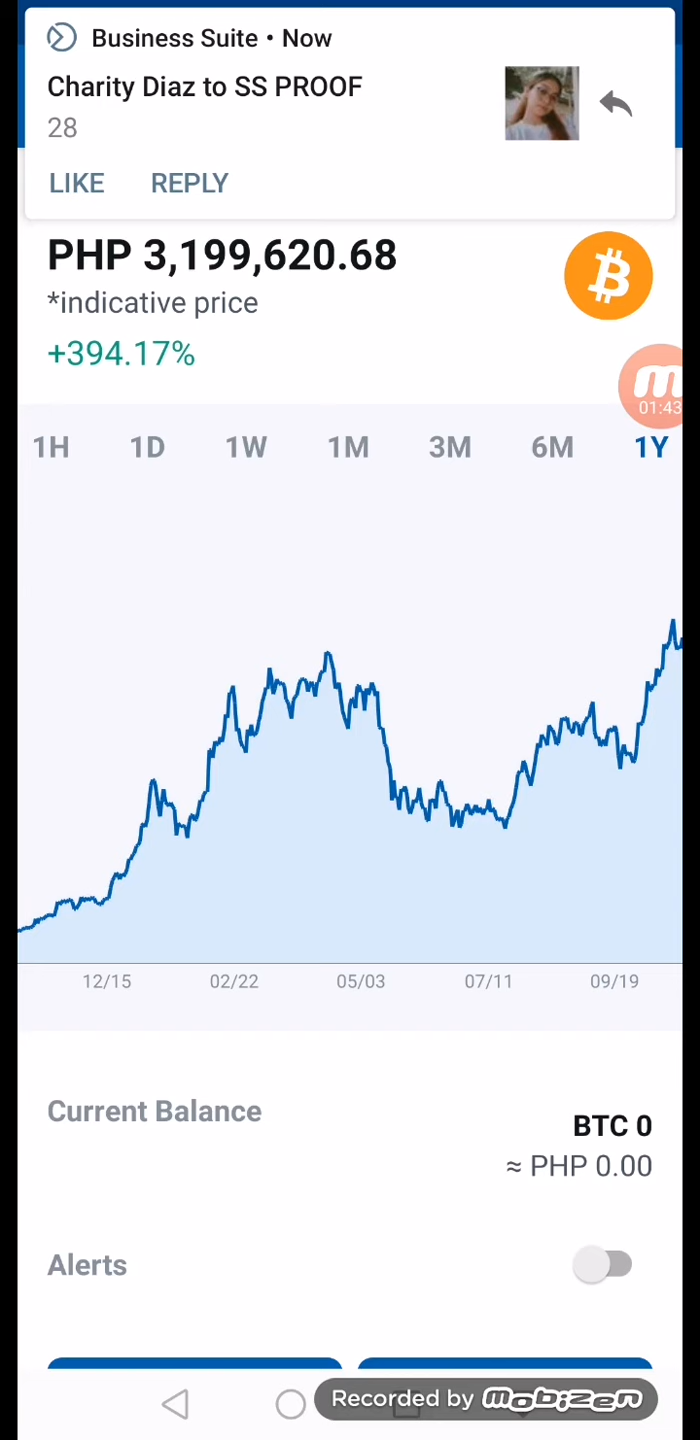 Business Suite • Now
Charity Diaz to SS PROOF
28
LIKE REPLY
PHP 3,199,620.68
*indicative price
+394.17%
01:43
1H 1D 1W 1M 3M 6M 1Y
12/15 02/22 05/03 07/11 09/19
Current Balance
BTC 0
≈ PHP 0.00
Alerts
Recorded by mobizen